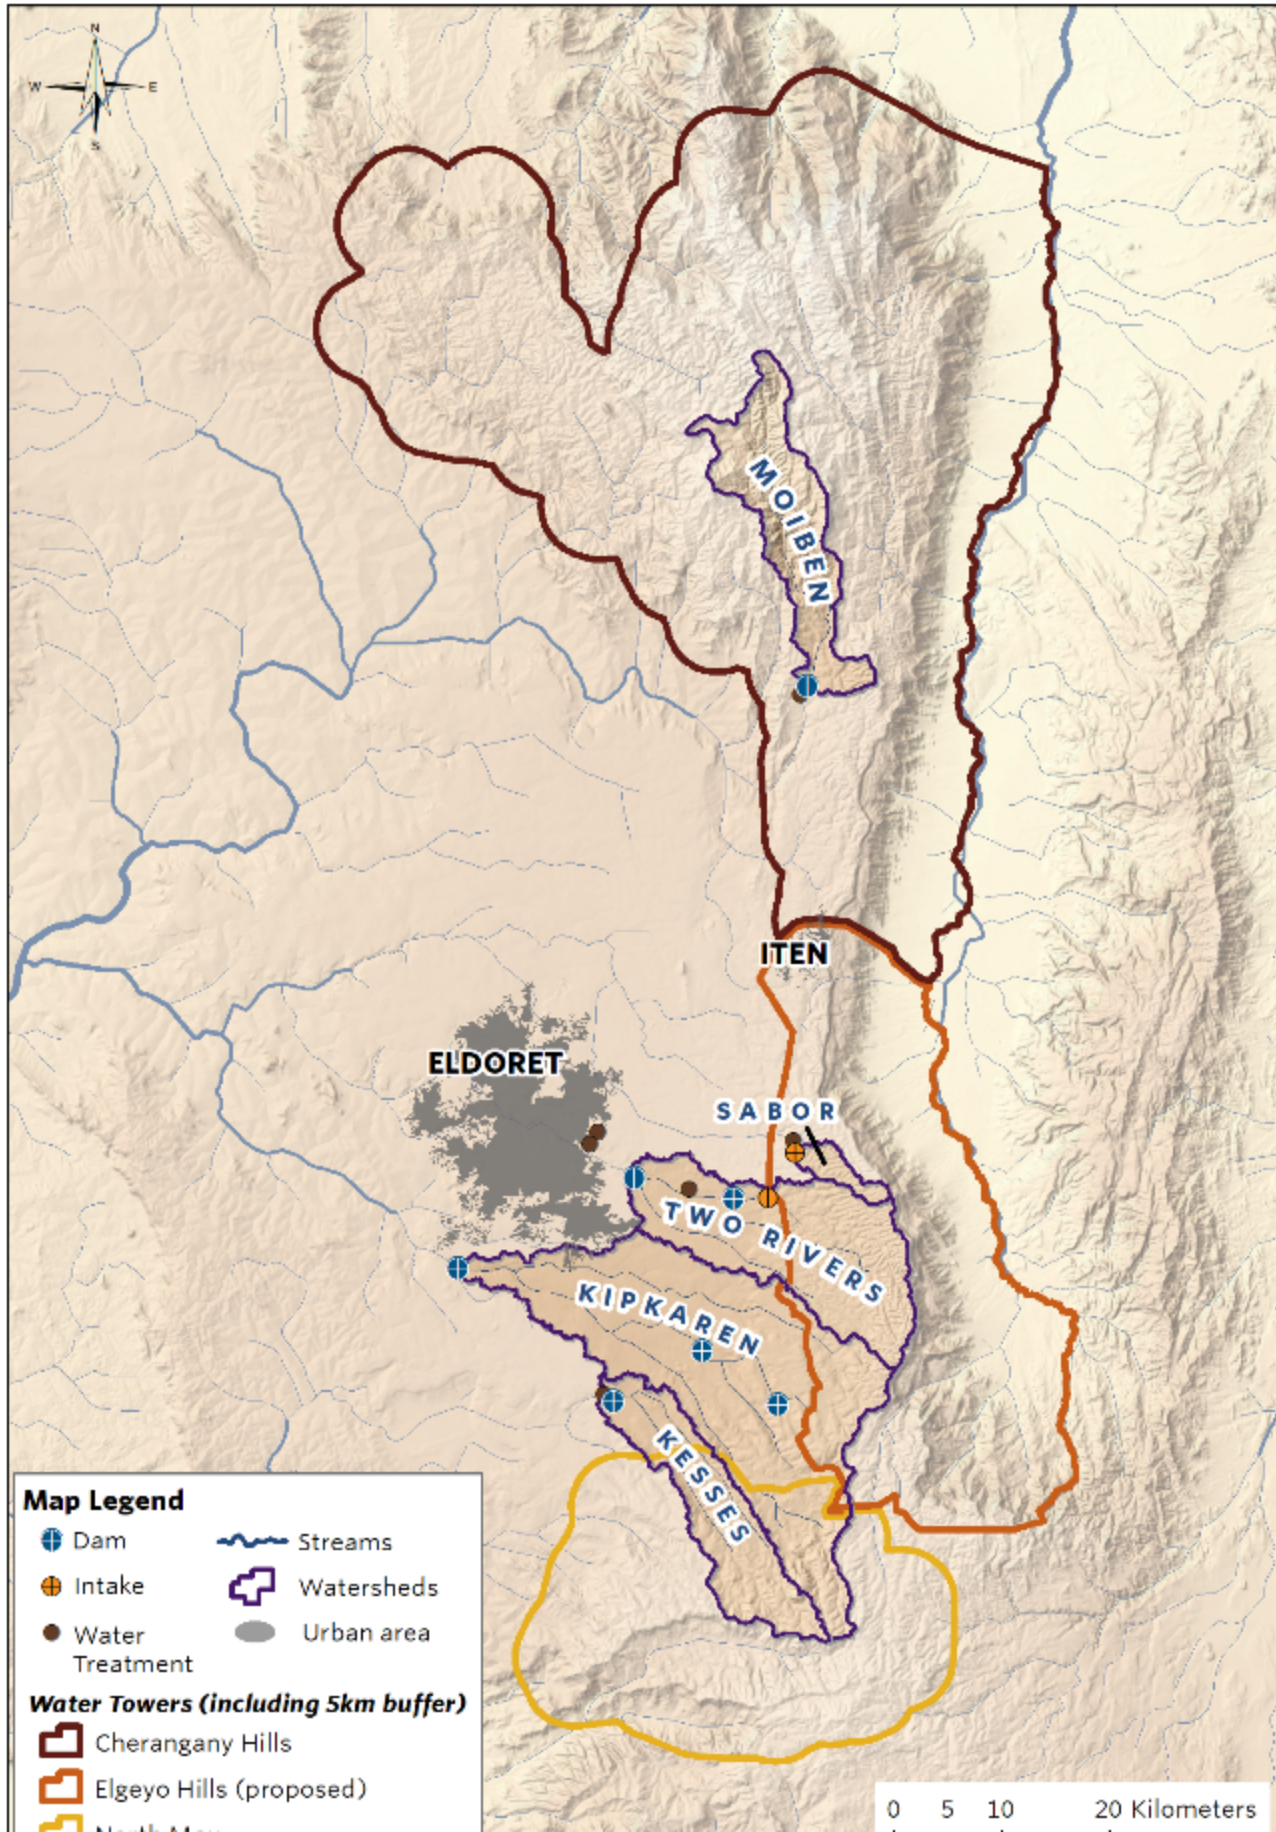 N
W E
S
MOIBEN
ITEN
ELDORET
SABOR
TWO RIVERS
KIPKAREN
KESSES
Map Legend
Dam
Streams
Intake
Watersheds
Water
Treatment
Urban area
Water Towers (including 5km buffer)
Cherangany Hills
Elgeyo Hills (proposed)
North
0 5 10 20 Kilometers